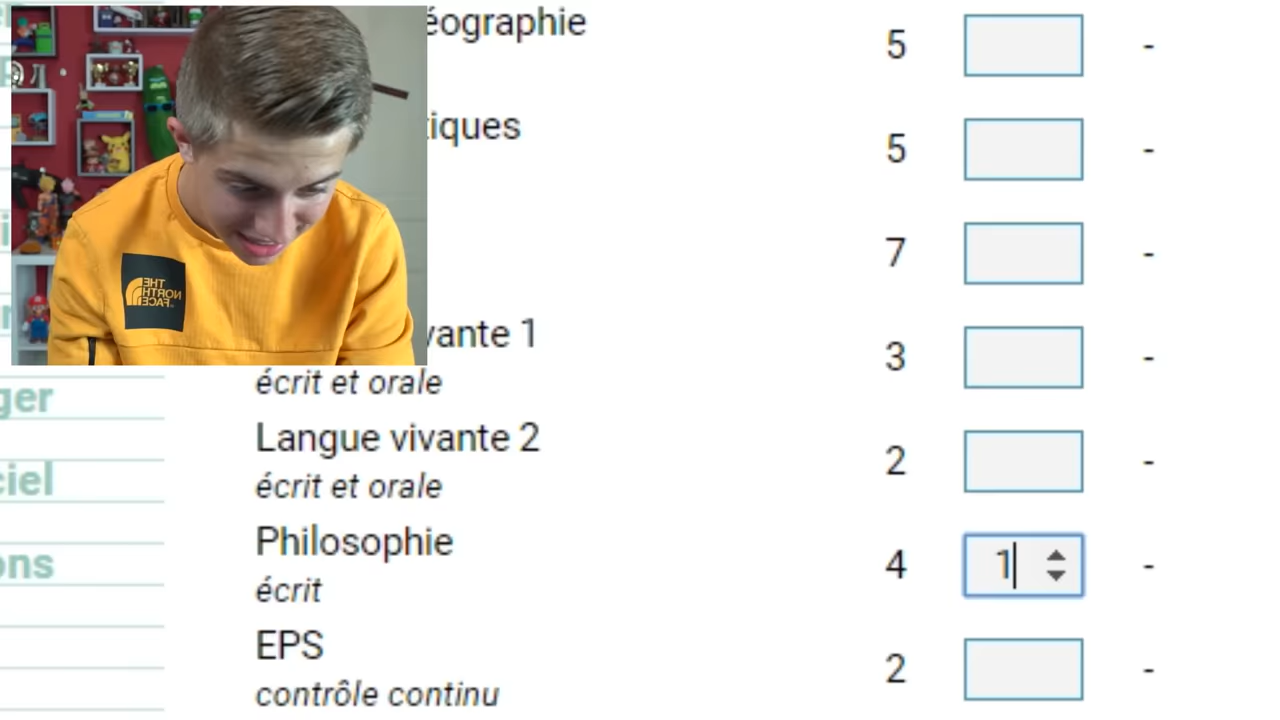 éographie
5
-
tiques
5
-
7
-
vante 1
3
-
écrit et orale
ger
Langue vivante 2
2
-
écrit et orale
ciel
Philosophie
4
1
-
écrit
ons
EPS
2
-
contrôle continu
THE
NORTH
FACE